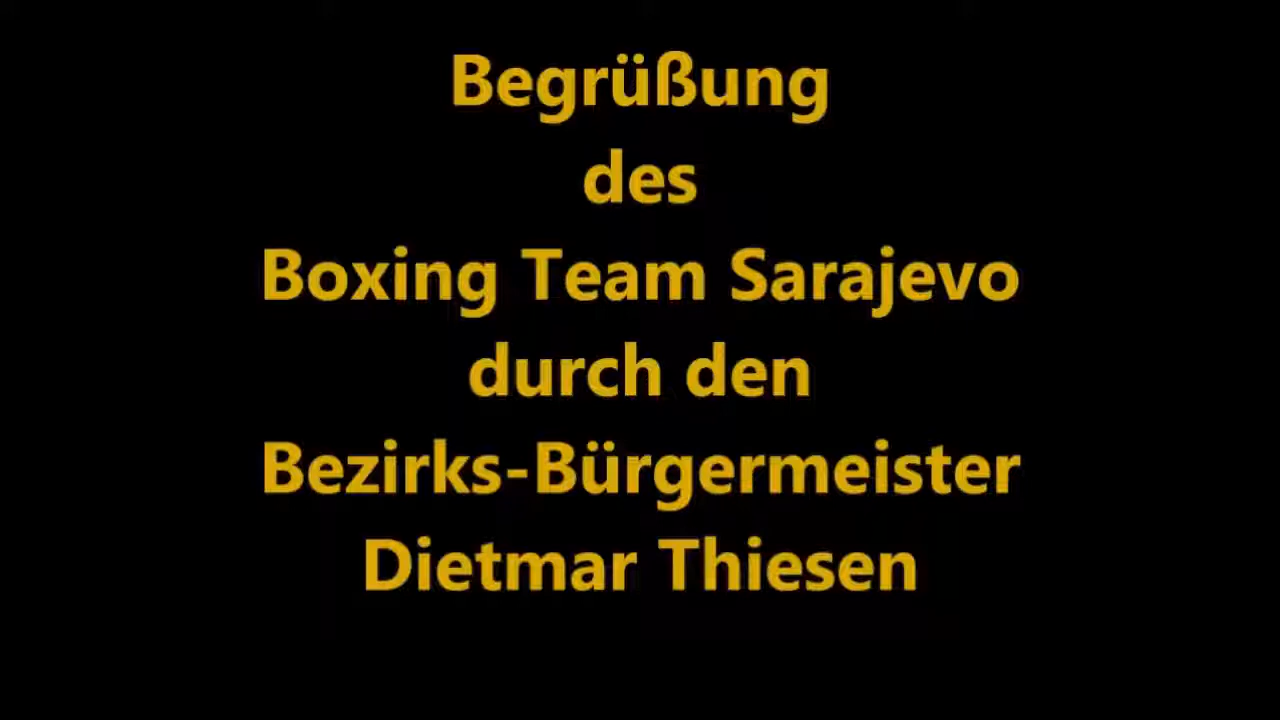 Begrüßung
des
Boxing Team Sarajevo
durch den
Bezirks-Bürgermeister
Dietmar Thiesen